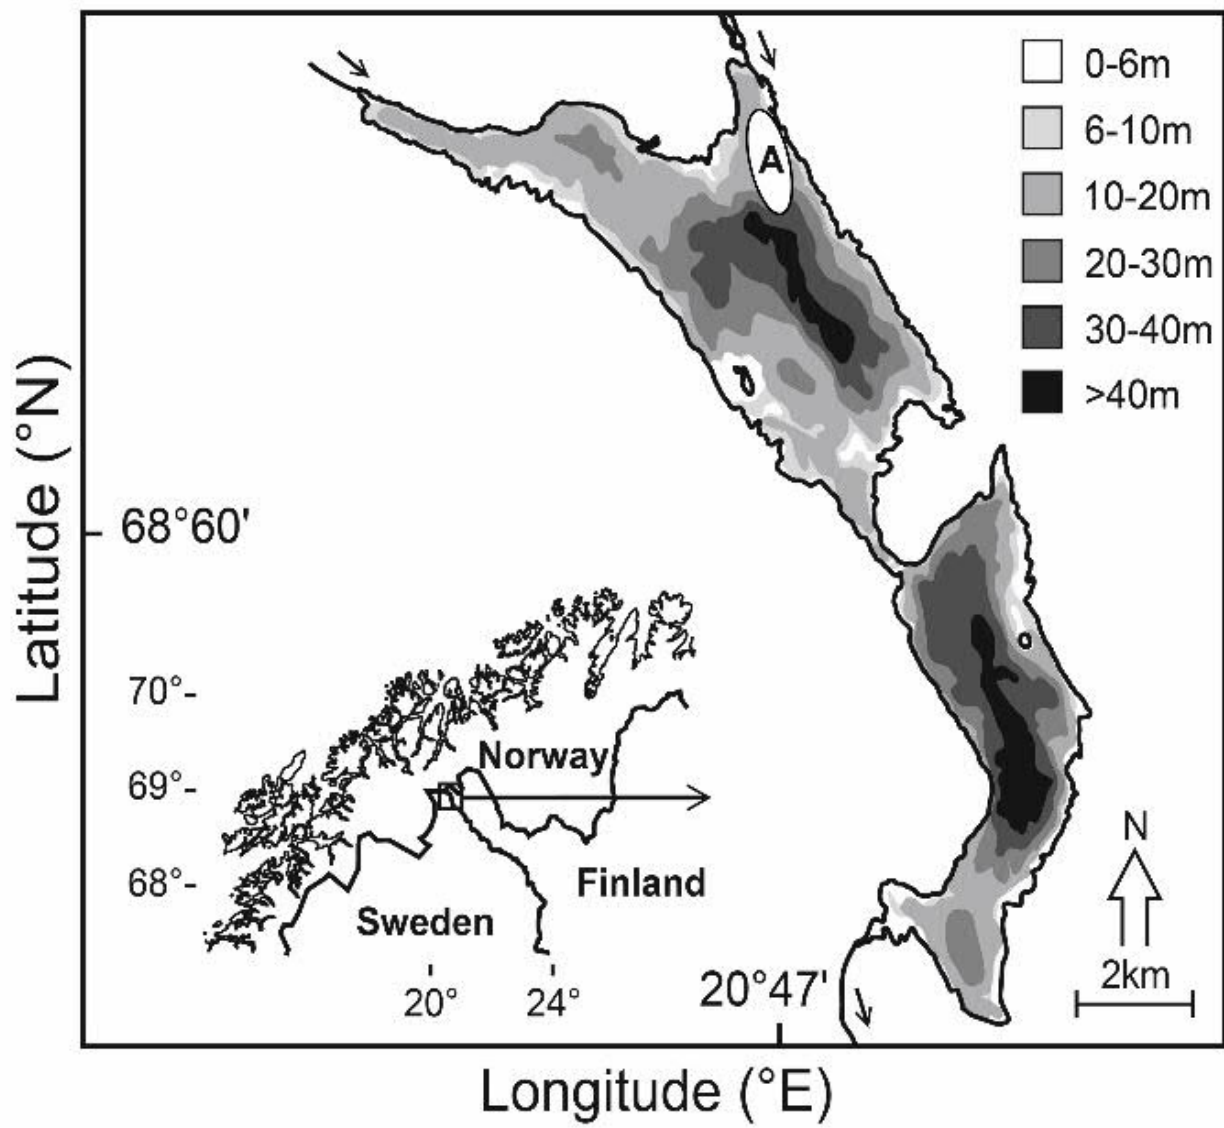 0-6m
6-10m
10-20m
20-30m
30-40m
>40m
A
Latitude (°N)
68°60'
70°-
69°-
68°-
Norway
Finland
Sweden
20°
24°
20°47'
N
2km
Longitude (°E)